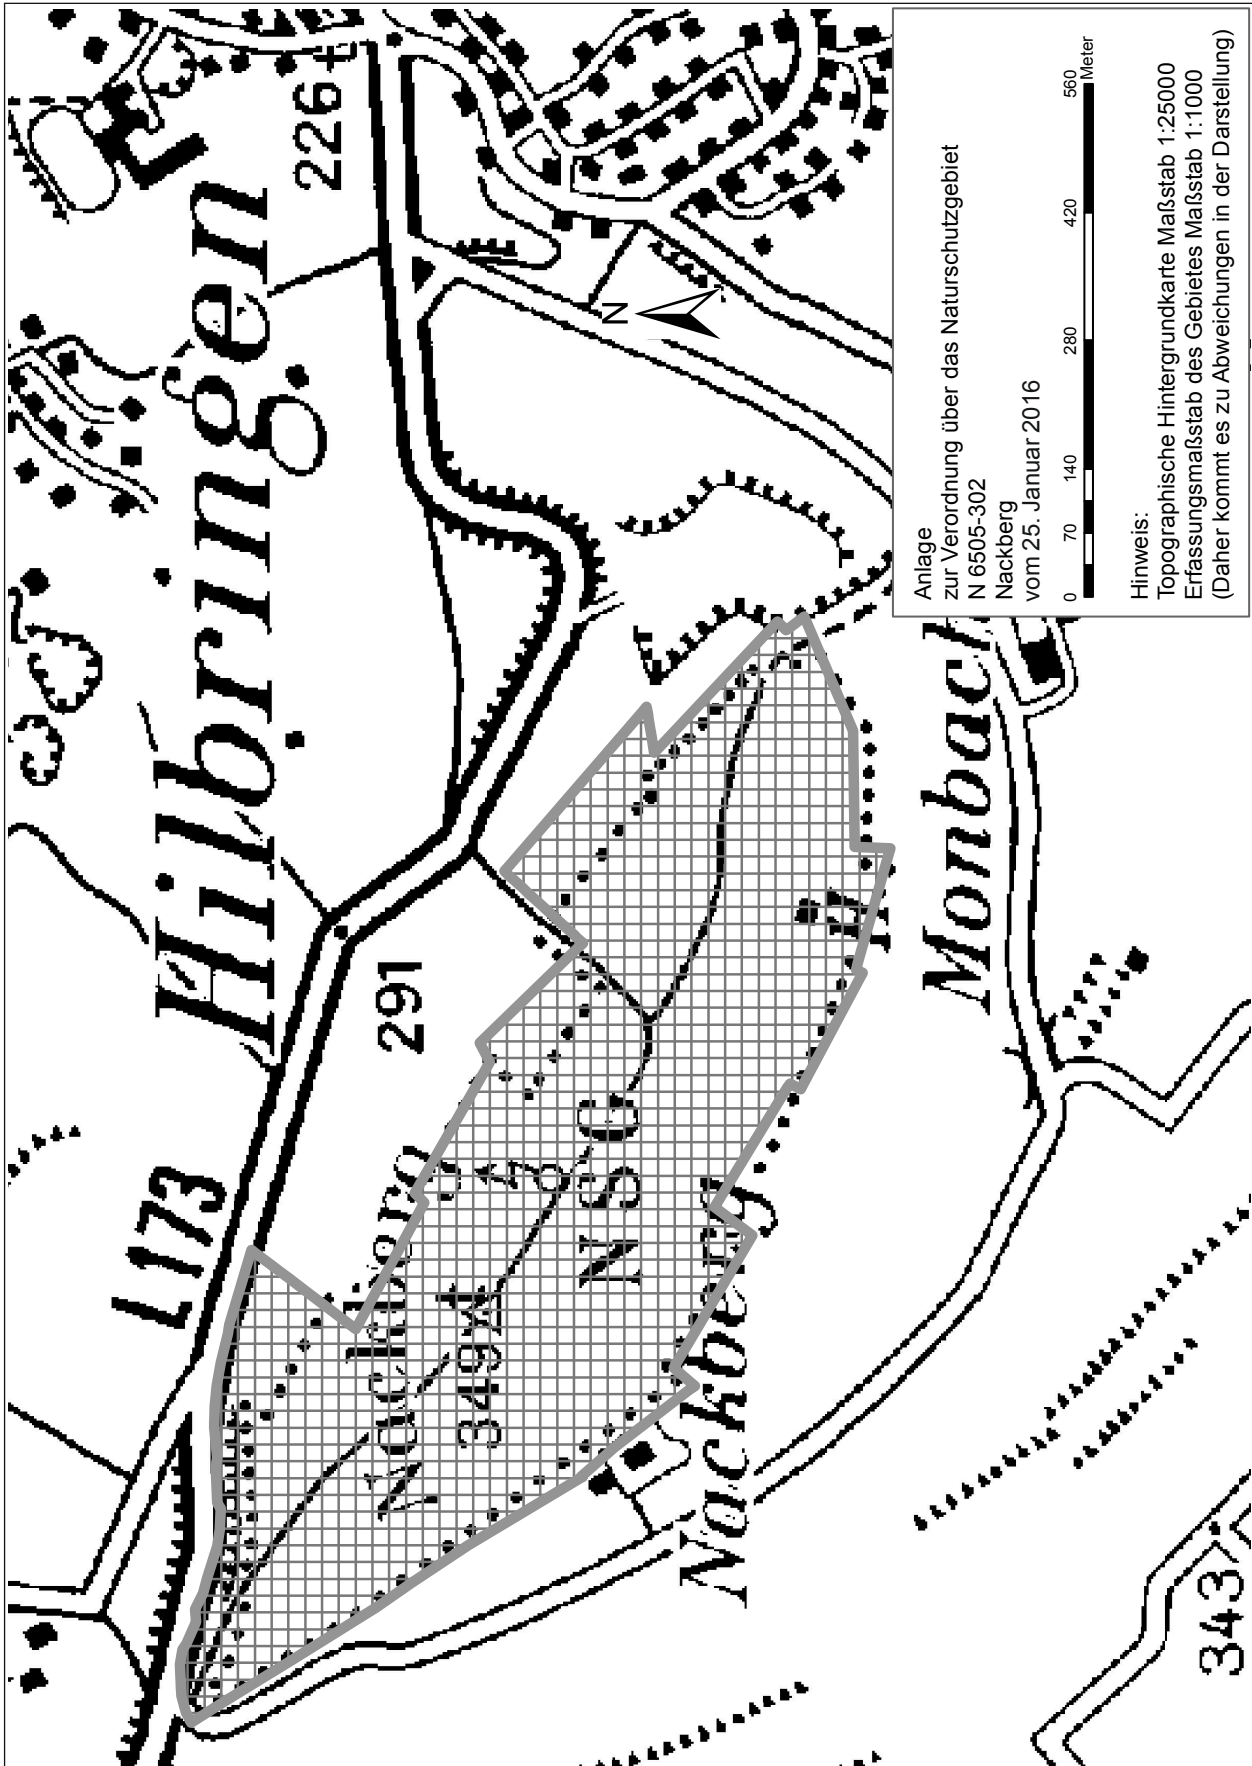 Hilbringen
226
L173
291
Nackberg
349
N S G
Nackberg
Monbach
343
N
Anlage
zur Verordnung über das Naturschutzgebiet
N 6505-302
Nackberg
vom 25. Januar 2016
0 70 140 280 420 560
Meter
Hinweis:
Topographische Hintergrundkarte Maßstab 1:25000
Erfassungsmaßstab des Gebietes Maßstab 1:1000
(Daher kommt es zu Abweichungen in der Darstellung)